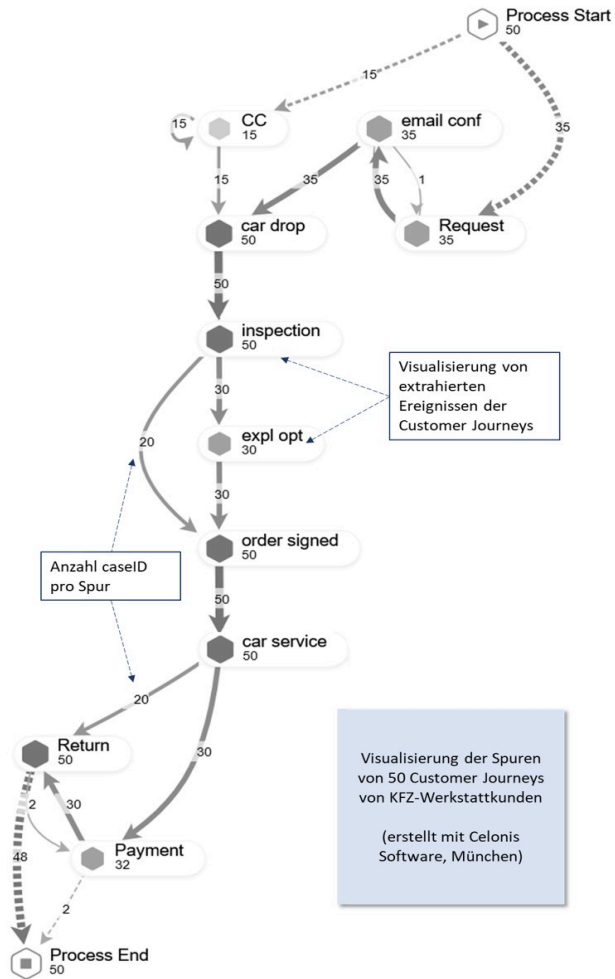 Process Start
50
15
35
15
CC
15
email conf
35
15
35
35
1
car drop
50
Request
35
50
inspection
50
Visualisierung von
extrahierten
Ereignissen der
Customer Journeys
30
20
expl opt
30
30
order signed
50
Anzahl caseID
pro Spur
50
car service
50
20
30
Return
50
2
30
Payment
32
48
2
Process End
50
Visualisierung der Spuren
von 50 Customer Journeys
von KFZ-Werkstattkunden
(erstellt mit Celonis
Software, München)